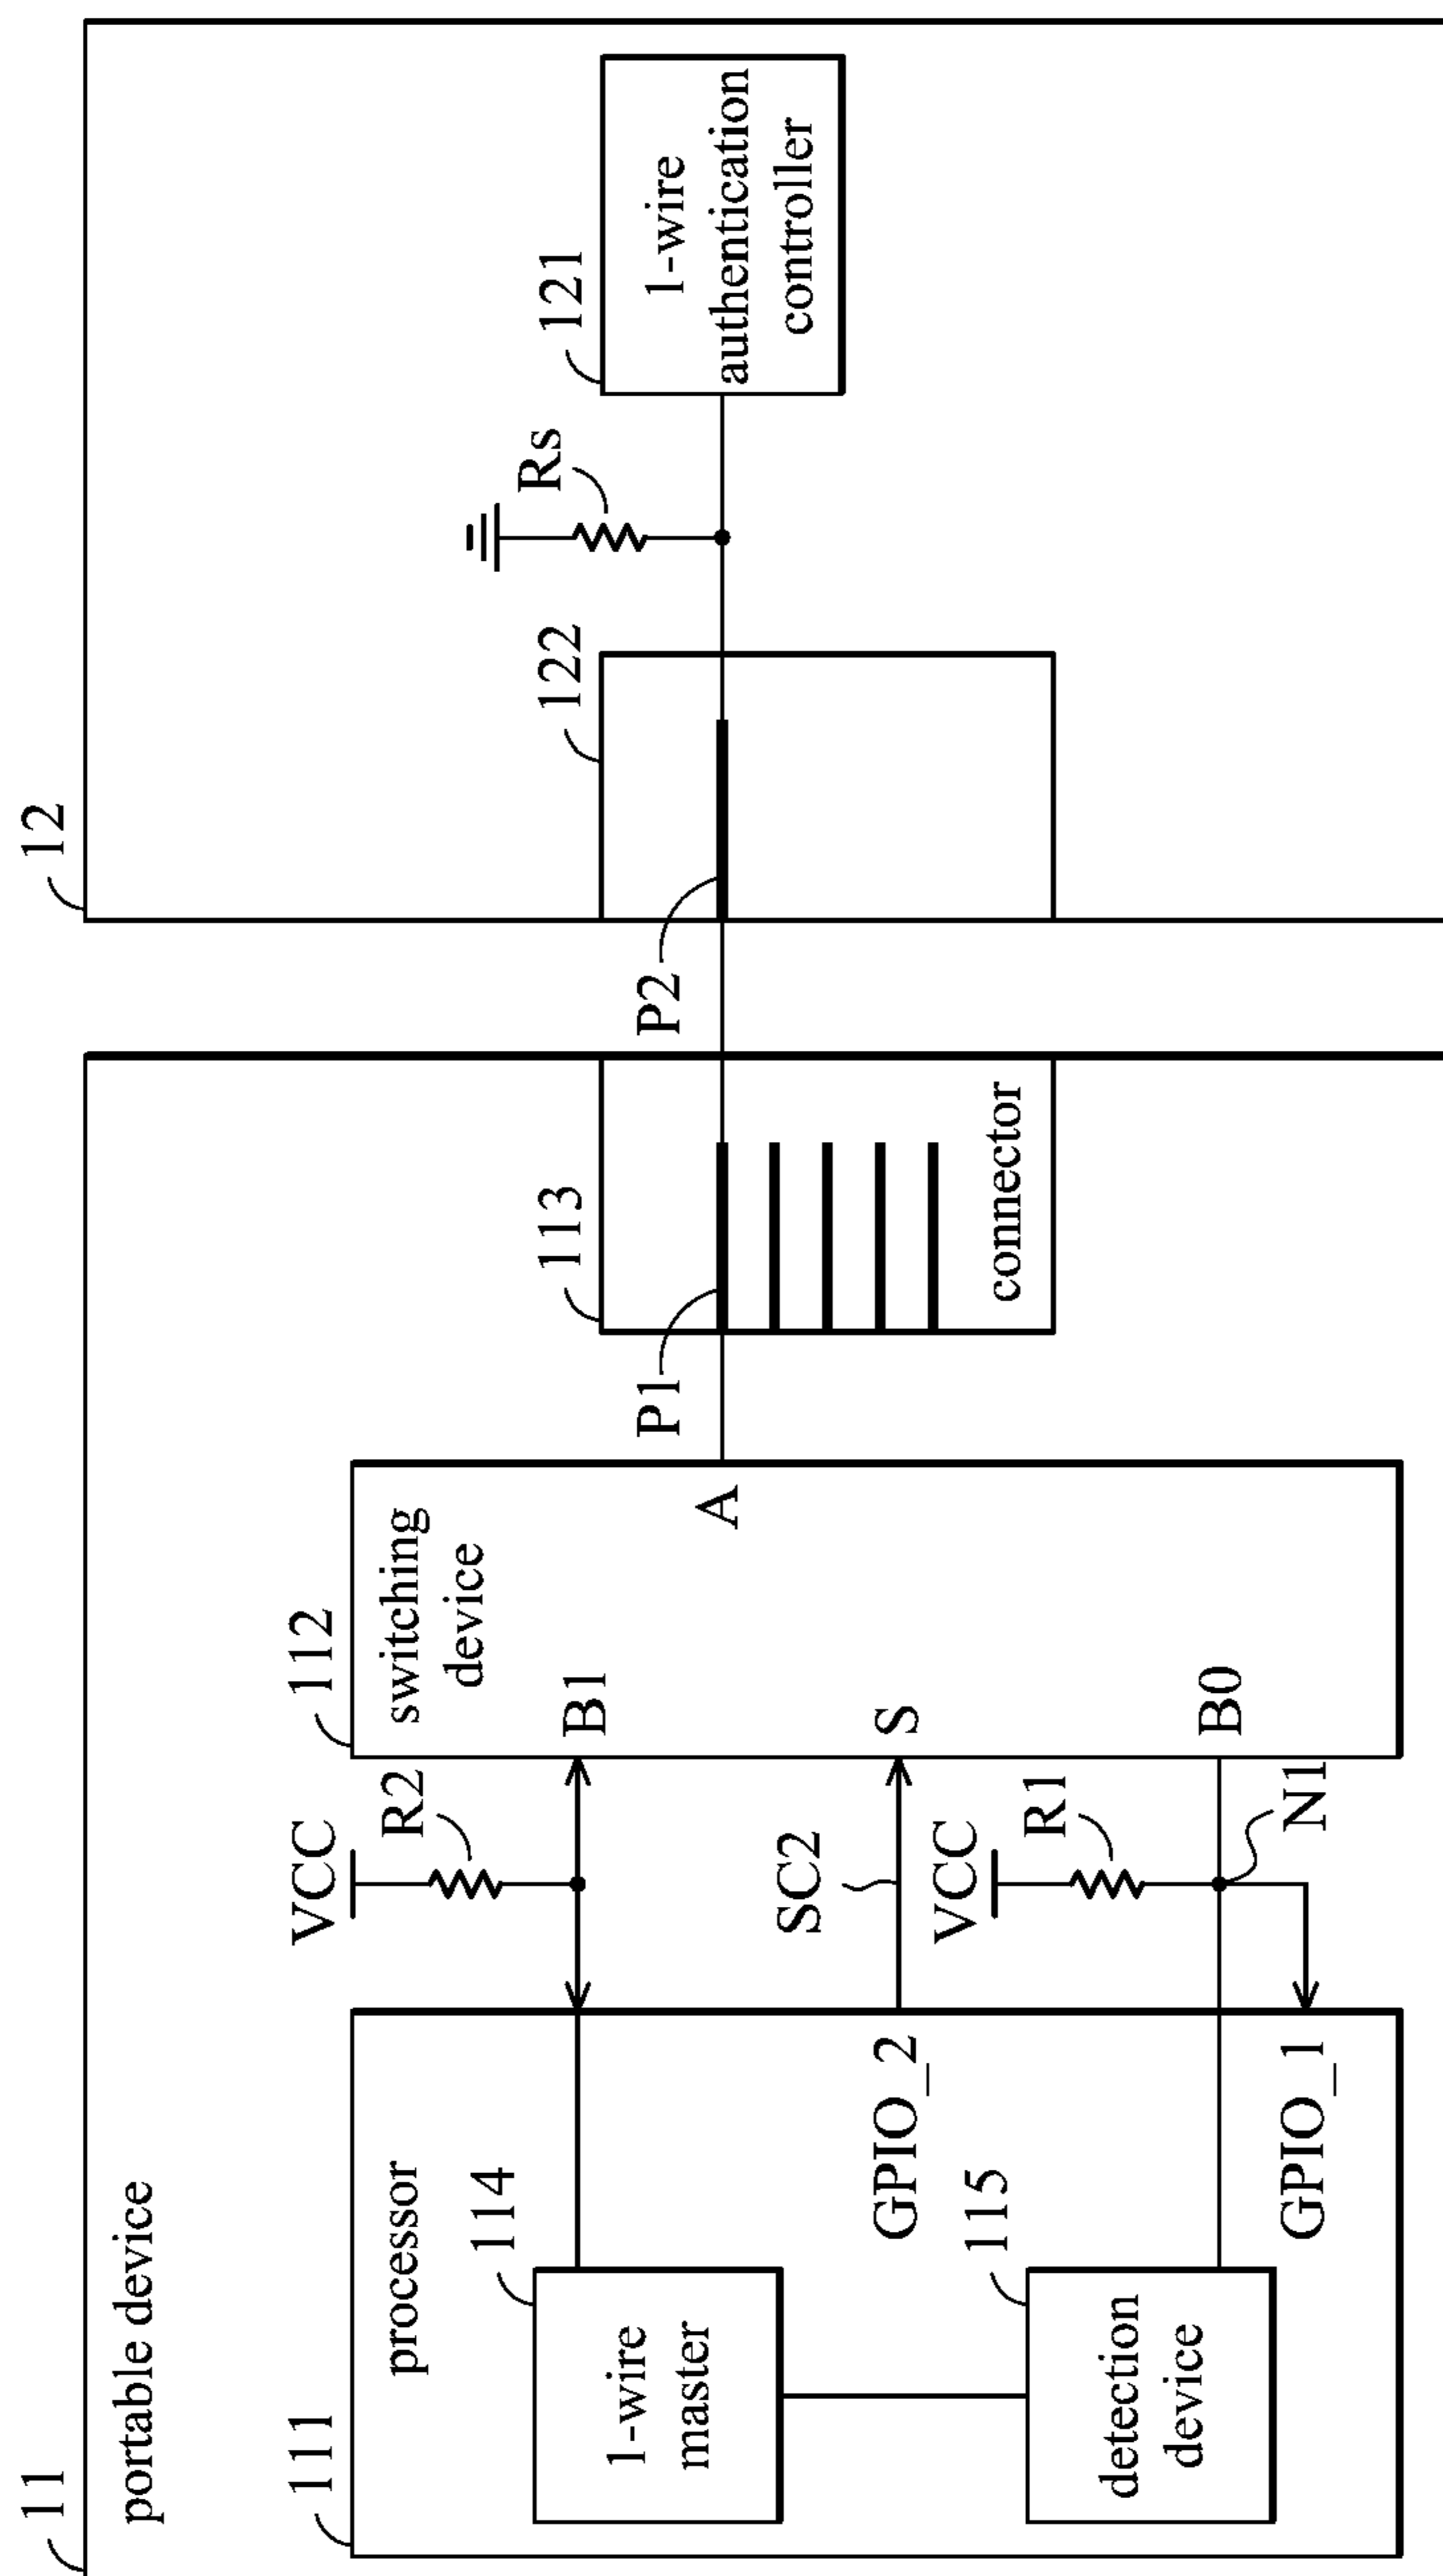 11
portable device
12
111
processor
114
1-wire
master
115
detection
device
GPIO_2
GPIO_1
VCC
R2
SC2
VCC
R1
N1
112
switching
device
B1
S
B0
A
P1
113
connector
P2
122
Rs
121
1-wire
authentication
controller